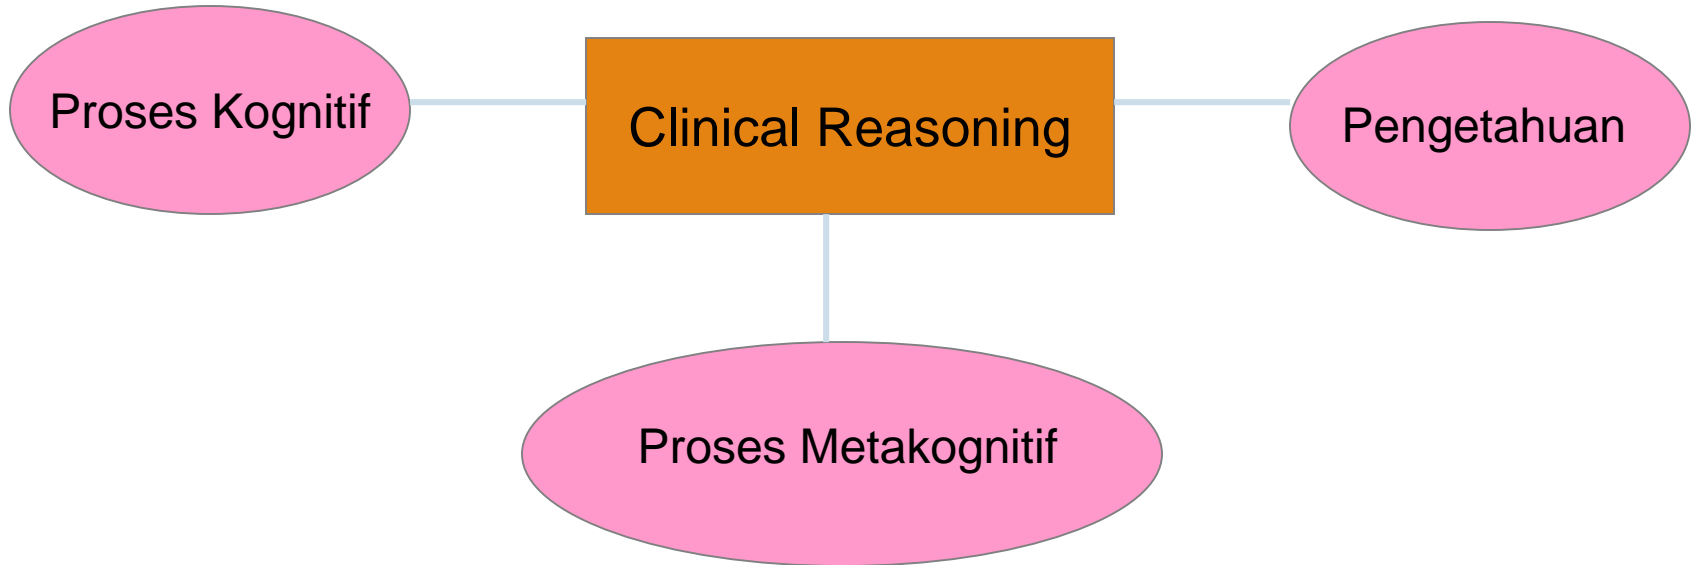 Proses Kognitif
Clinical Reasoning
Pengetahuan
Proses Metakognitif